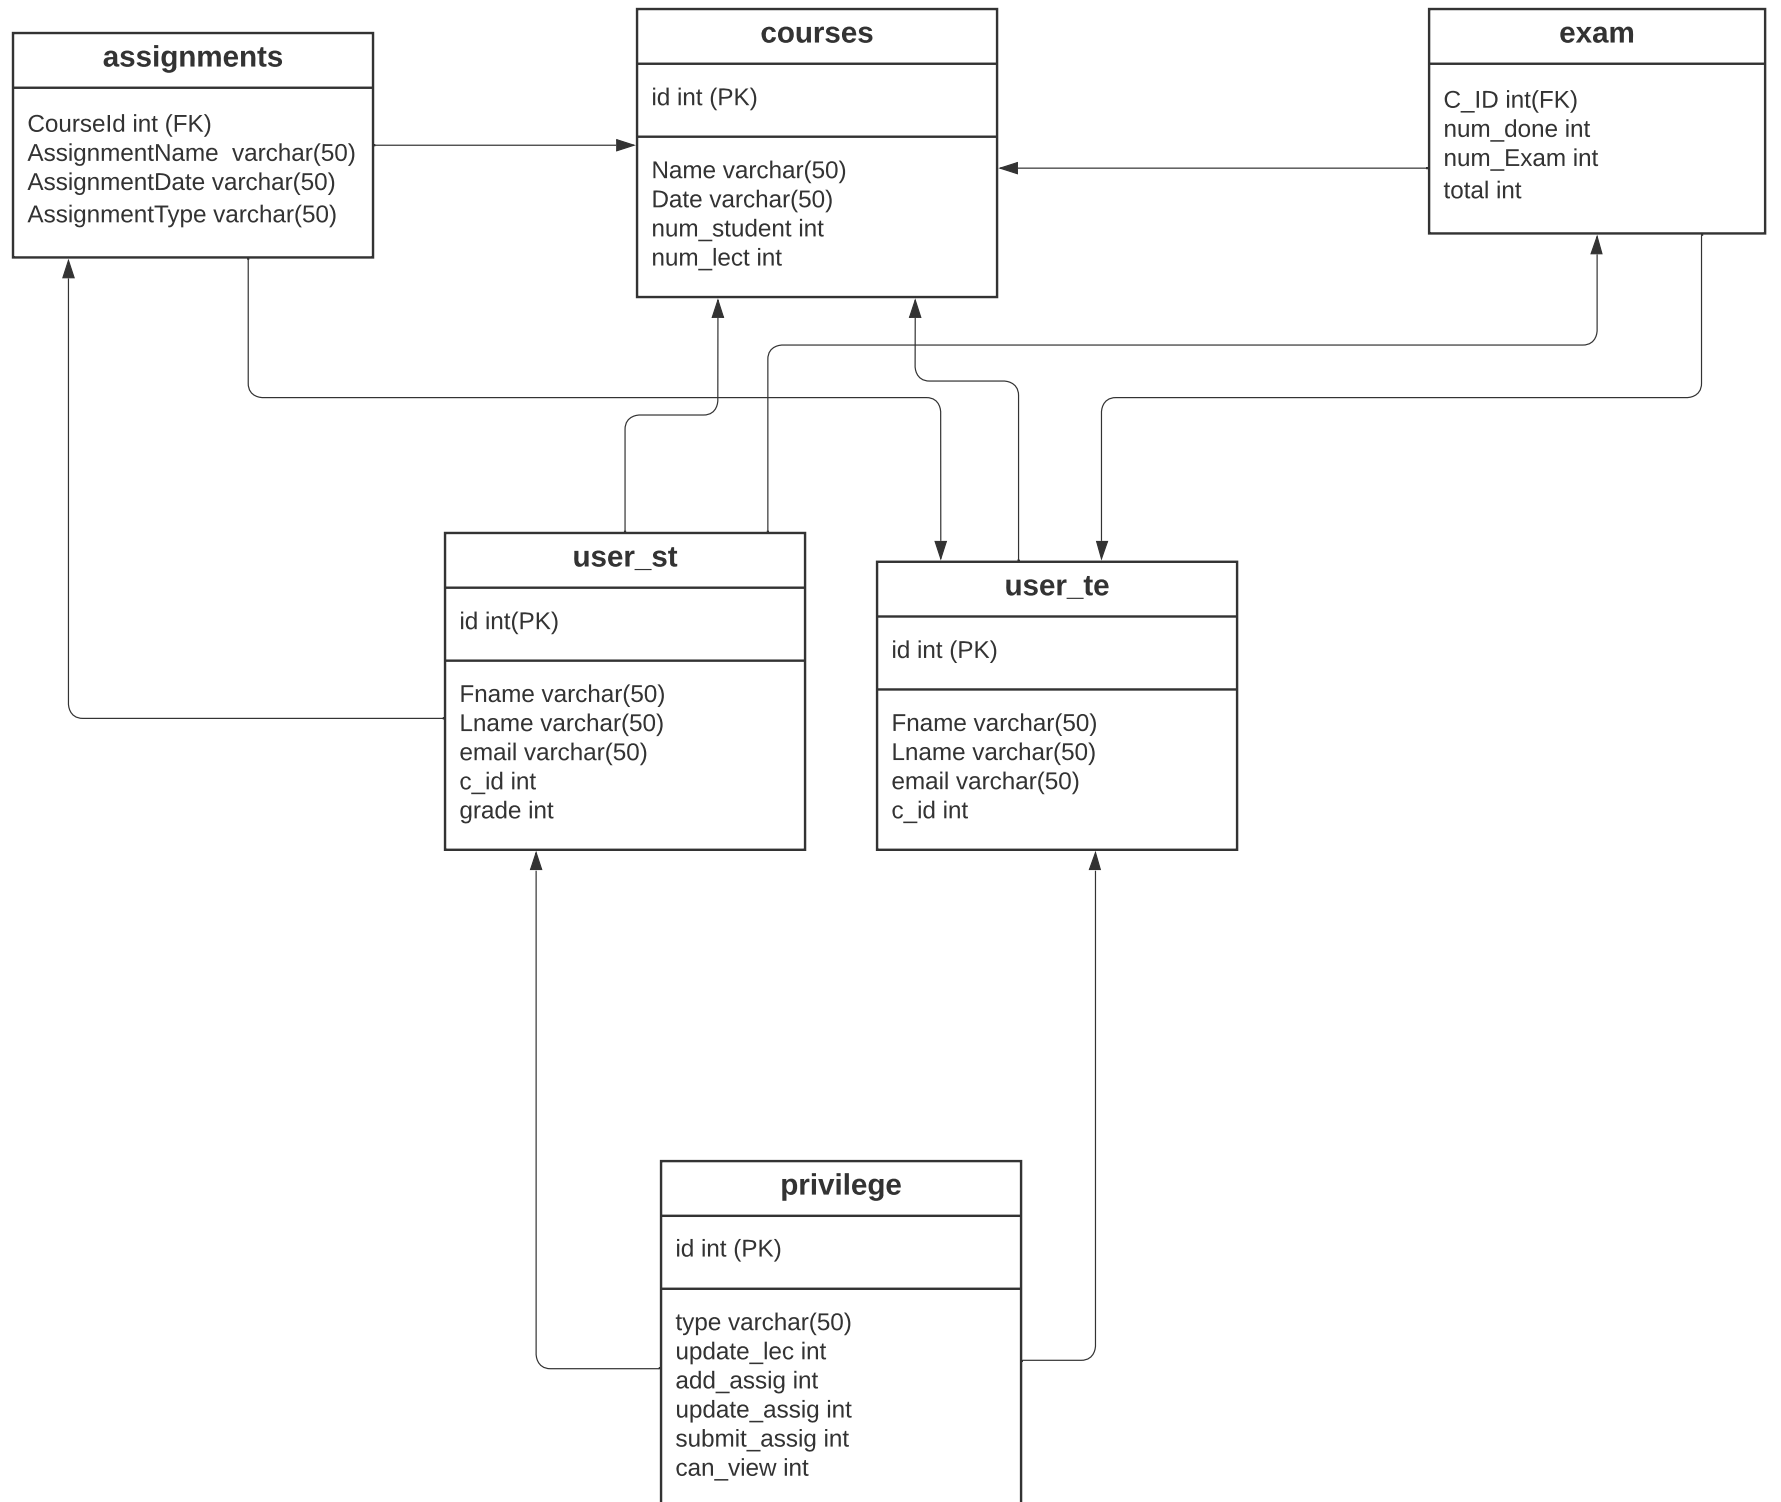 assignments
CourseId int (FK)
AssignmentName  varchar(50)
AssignmentDate varchar(50)
AssignmentType varchar(50)
courses
id int (PK)
Name varchar(50)
Date varchar(50)
num_student int
num_lect int
exam
C_ID int(FK)
num_done int
num_Exam int
total int
user_st
id int(PK)
Fname varchar(50)
Lname varchar(50)
email varchar(50)
c_id int
grade int
user_te
id int (PK)
Fname varchar(50)
Lname varchar(50)
email varchar(50)
c_id int
privilege
id int (PK)
type varchar(50)
update_lec int
add_assig int
update_assig int
submit_assig int
can_view int